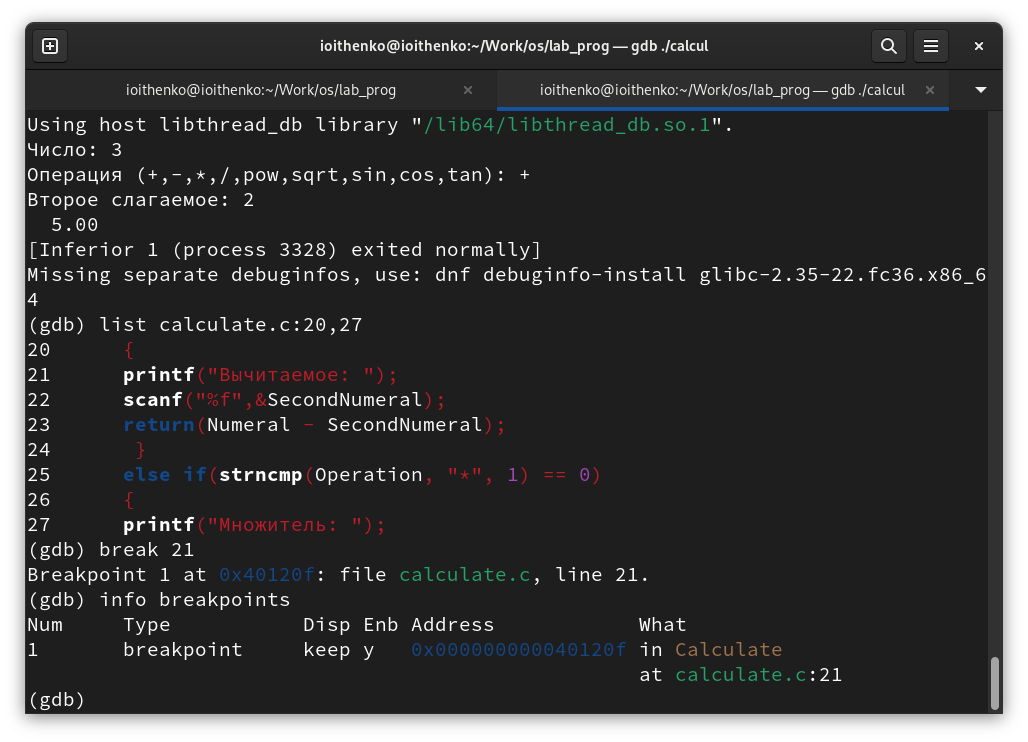 ioithenko@ioithenko:~/Work/os/lab_prog — gdb ./calcul
ioithenko@ioithenko:~/Work/os/lab_prog
ioithenko@ioithenko:~/Work/os/lab_prog — gdb ./calcul
Using host libthread_db library "/lib64/libthread_db.so.1".
Число: 3
Операция (+,-,*,/,pow,sqrt,sin,cos,tan): +
Второе слагаемое: 2
  5.00
[Inferior 1 (process 3328) exited normally]
Missing separate debuginfos, use: dnf debuginfo-install glibc-2.35-22.fc36.x86_6
4
(gdb) list calculate.c:20,27
20      {
21      printf("Вычитаемое: ");
22      scanf("%f",&SecondNumeral);
23      return(Numeral - SecondNumeral);
24       }
25      else if(strncmp(Operation, "*", 1) == 0)
26      {
27      printf("Множитель: ");
(gdb) break 21
Breakpoint 1 at 0x40120f: file calculate.c, line 21.
(gdb) info breakpoints
Num     Type           Disp Enb Address            What
1       breakpoint     keep y   0x000000000040120f in Calculate
                                                   at calculate.c:21
(gdb)